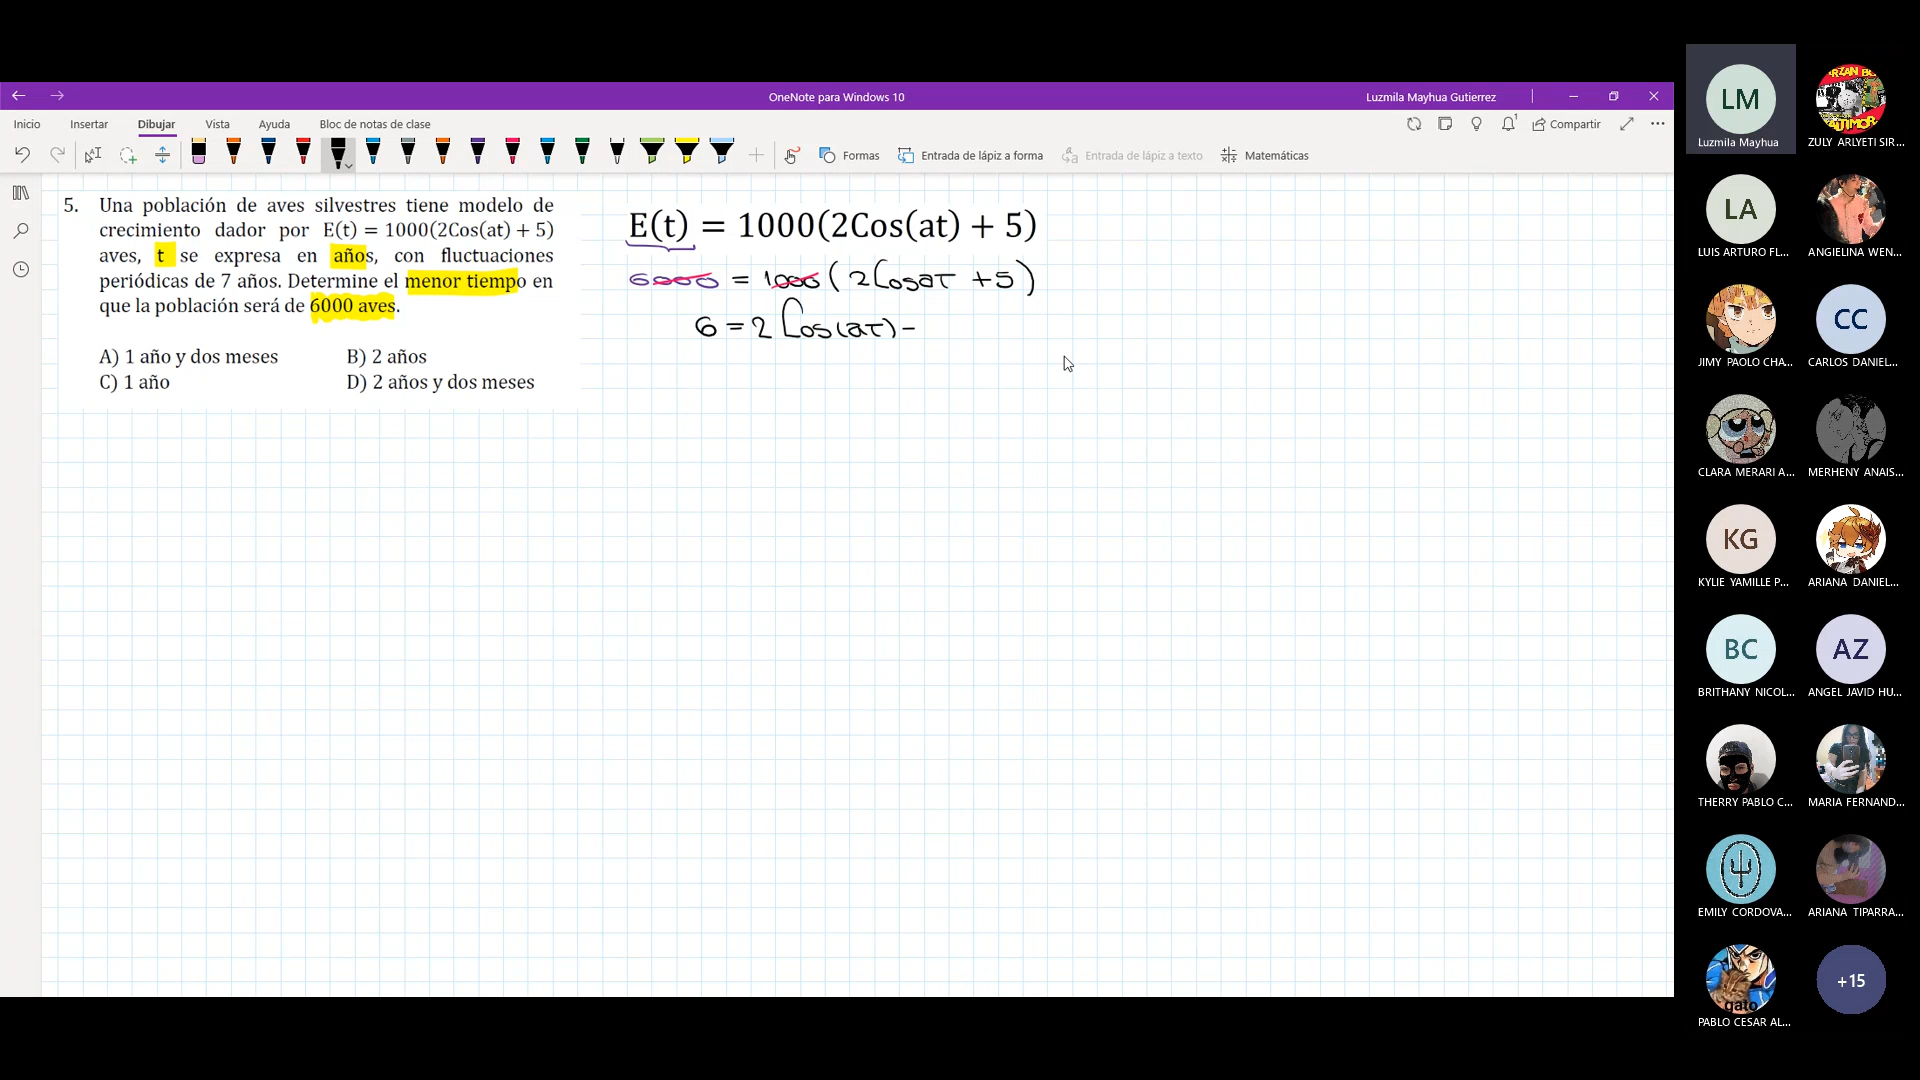 OneNote para Windows 10
Luzmila Mayhua Gutierrez
Inicio Insertar Dibujar Vista Ayuda Bloc de notas de clase
Compartir
Formas Entrada de lápiz a forma Entrada de lápiz a texto Matemáticas
5. Una población de aves silvestres tiene modelo de
crecimiento dador por E(t) = 1000(2Cos(at) + 5)
aves, t se expresa en años, con fluctuaciones
periódicas de 7 años. Determine el menor tiempo en
que la población será de 6000 aves.
A) 1 año y dos meses B) 2 años
C) 1 año D) 2 años y dos meses
E(t) = 1000(2Cos(at) + 5)
6000 = 1000 ( 2Cosat +5 )
6 = 2 Cos(at) -
LM
Luzmila Mayhua
ZULY ARLYETI SIR...
LA
LUIS ARTURO FL...
ANGIELINA WEN...
JIMY PAOLO CHA...
CC
CARLOS DANIEL...
CLARA MERARI A...
MERHENY ANAIS...
KG
KYLIE YAMILLE P...
ARIANA DANIEL...
BC
BRITHANY NICOL...
AZ
ANGEL JAVID HU...
THERRY PABLO C...
MARIA FERNAND...
EMILY CORDOVA...
ARIANA TIPARRA...
gato
PABLO CESAR AL...
+15